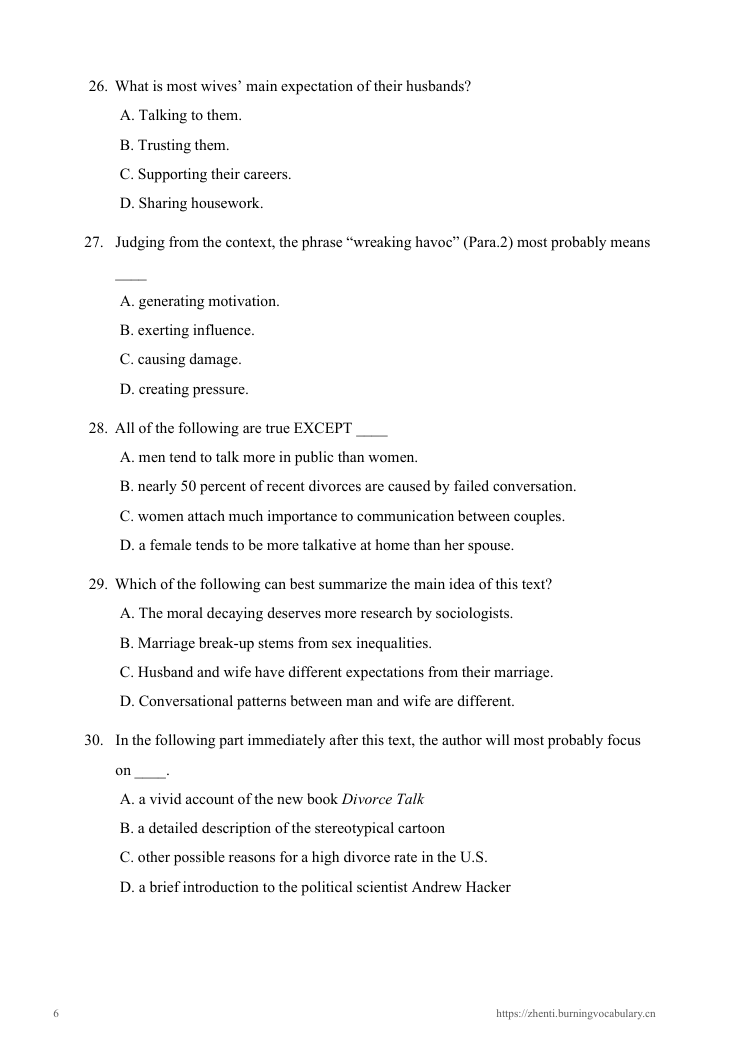 26. What is most wives’ main expectation of their husbands?
A. Talking to them.
B. Trusting them.
C. Supporting their careers.
D. Sharing housework.
27. Judging from the context, the phrase “wreaking havoc” (Para.2) most probably means
____
A. generating motivation.
B. exerting influence.
C. causing damage.
D. creating pressure.
28. All of the following are true EXCEPT ____
A. men tend to talk more in public than women.
B. nearly 50 percent of recent divorces are caused by failed conversation.
C. women attach much importance to communication between couples.
D. a female tends to be more talkative at home than her spouse.
29. Which of the following can best summarize the main idea of this text?
A. The moral decaying deserves more research by sociologists.
B. Marriage break-up stems from sex inequalities.
C. Husband and wife have different expectations from their marriage.
D. Conversational patterns between man and wife are different.
30. In the following part immediately after this text, the author will most probably focus
on ____.
A. a vivid account of the new book Divorce Talk
B. a detailed description of the stereotypical cartoon
C. other possible reasons for a high divorce rate in the U.S.
D. a brief introduction to the political scientist Andrew Hacker
6 https://zhenti.burningvocabulary.cn